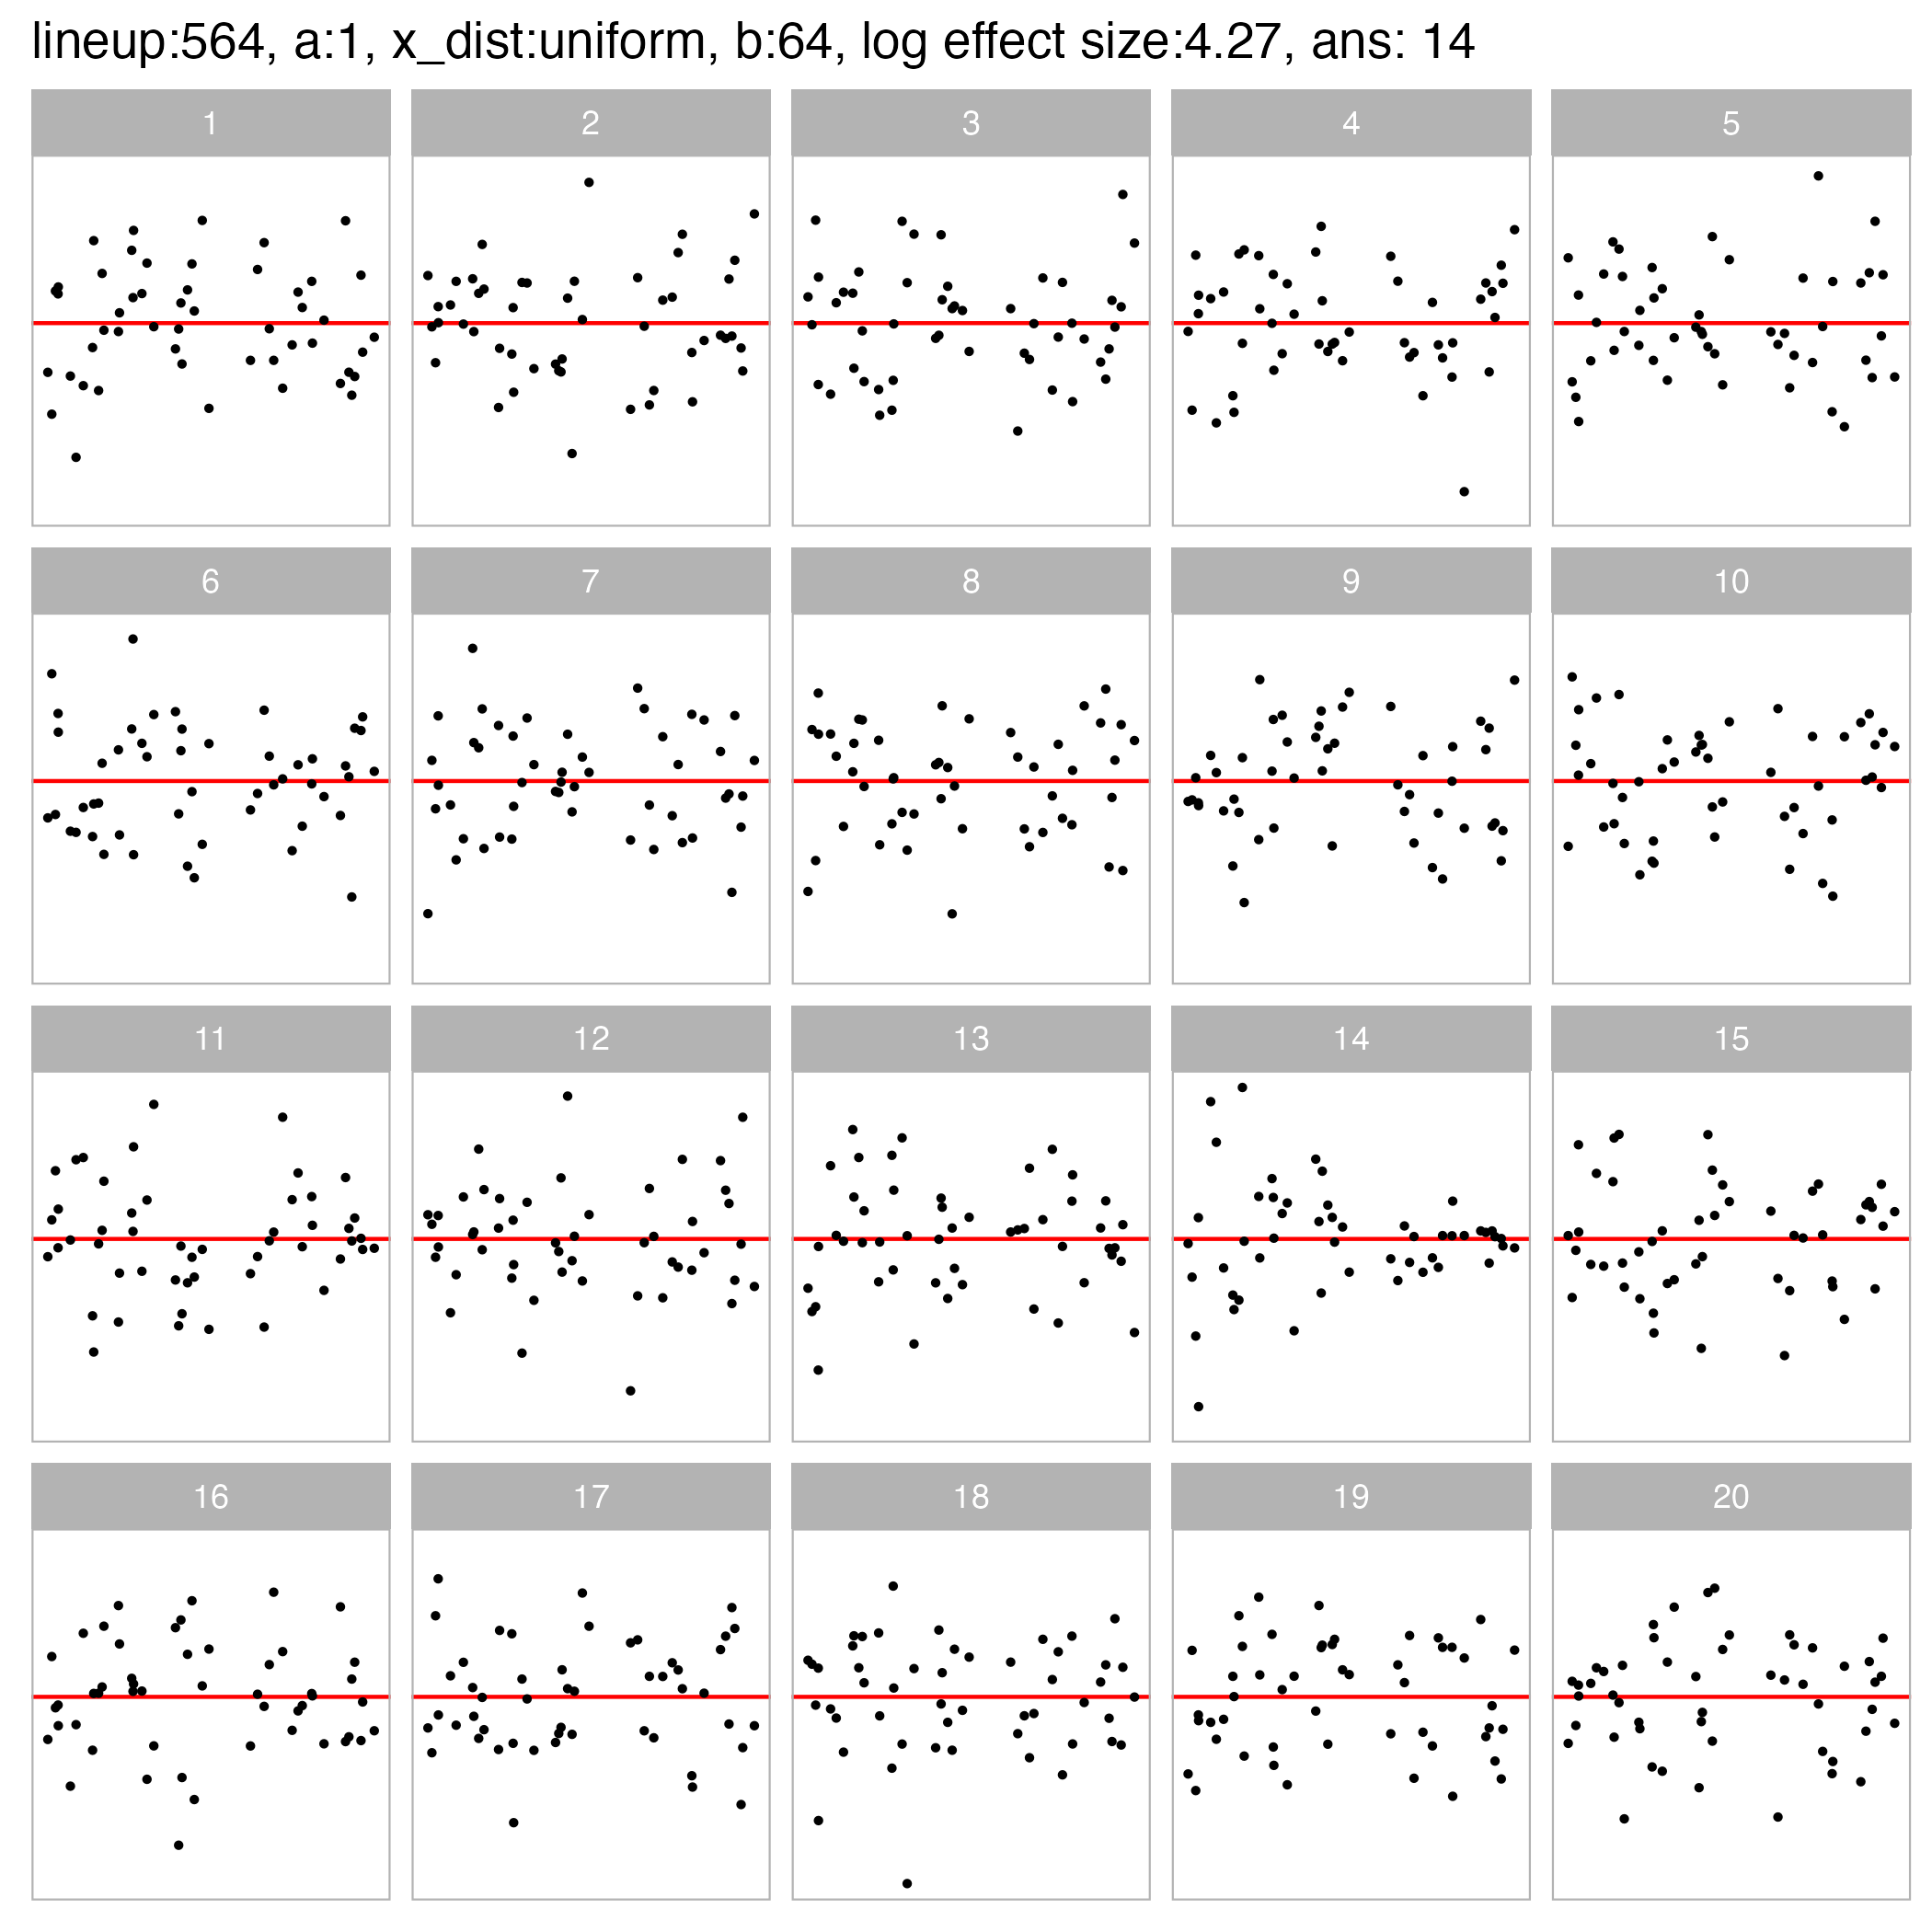 lineup:564, a:1, x_dist:uniform, b:64, log effect size:4.27, ans: 14
1 2 3 4 5
6 7 8 9 10
11 12 13 14 15
16 17 18 19 20